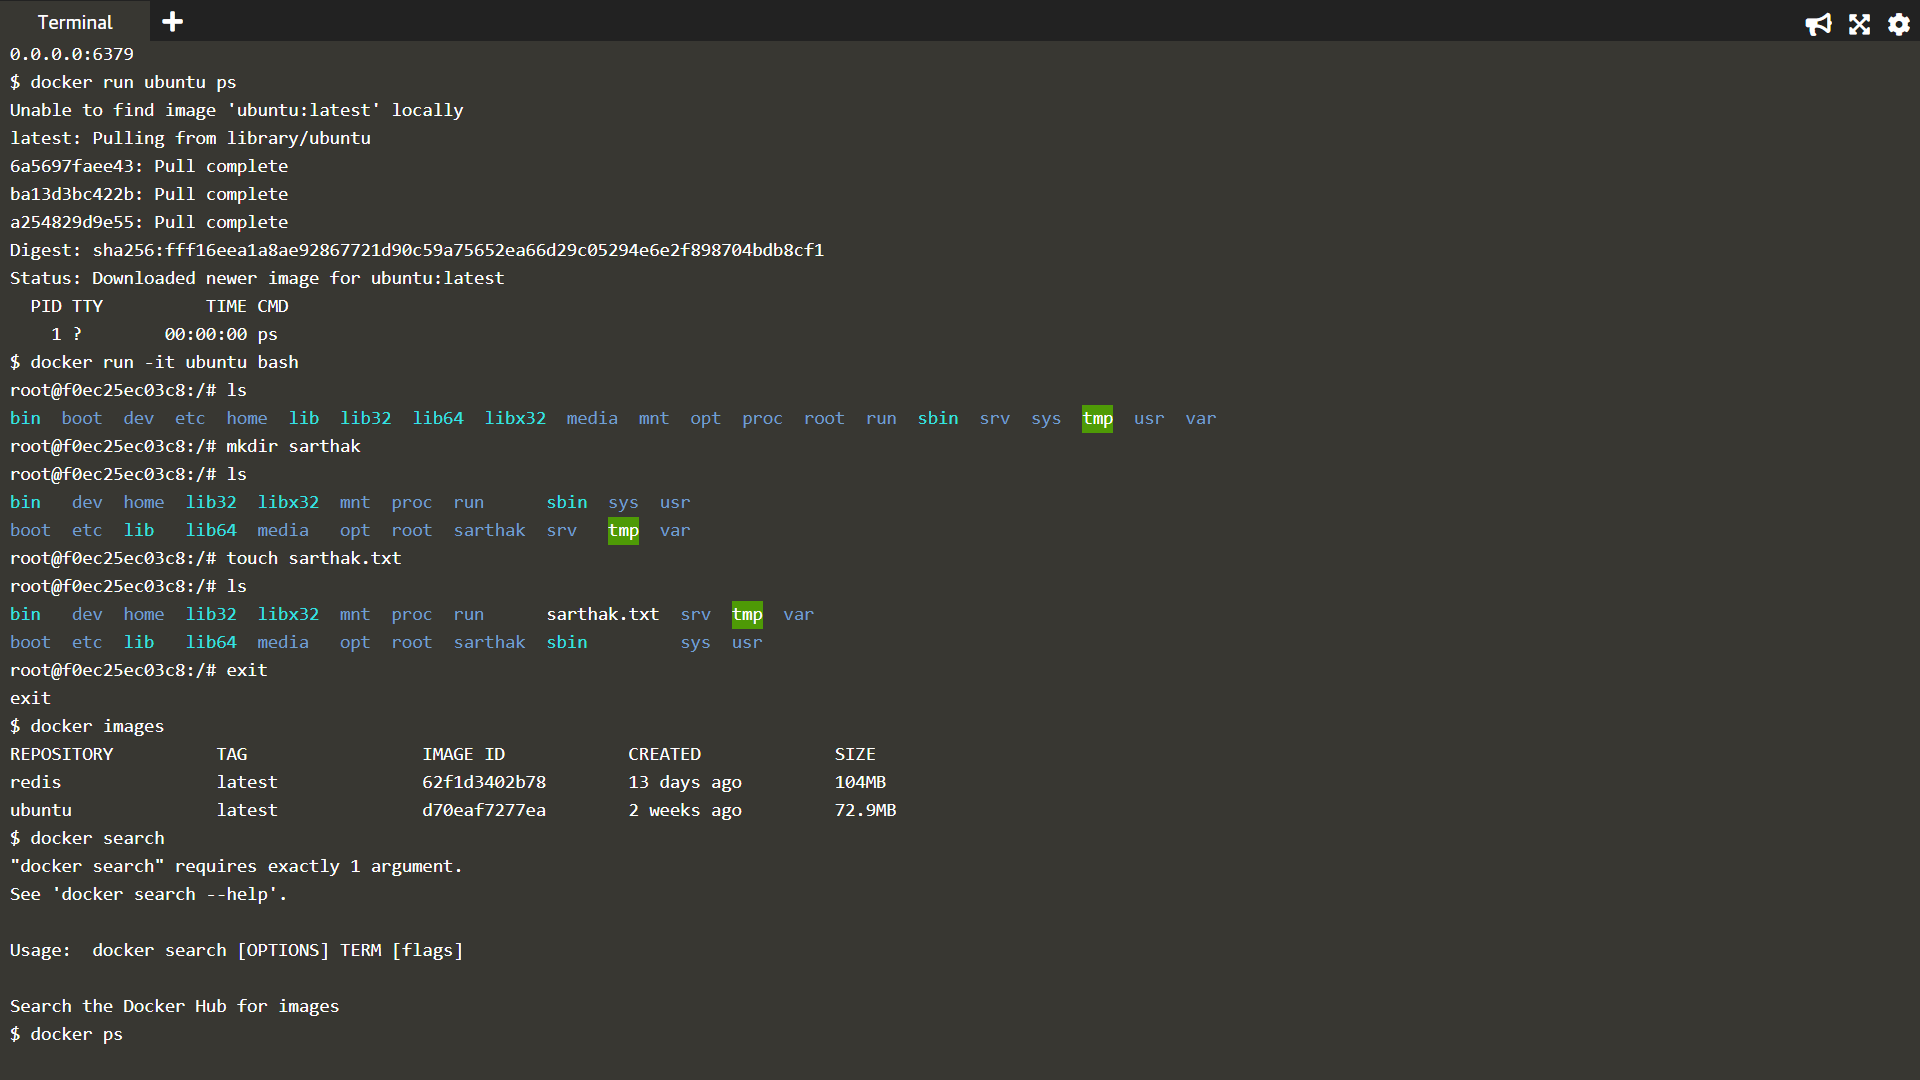 Terminal
0.0.0.0:6379
$ docker run ubuntu ps
Unable to find image 'ubuntu:latest' locally
latest: Pulling from library/ubuntu
6a5697faee43: Pull complete
ba13d3bc422b: Pull complete
a254829d9e55: Pull complete
Digest: sha256:fff16eea1a8ae92867721d90c59a75652ea66d29c05294e6e2f898704bdb8cf1
Status: Downloaded newer image for ubuntu:latest
  PID TTY          TIME CMD
    1 ?        00:00:00 ps
$ docker run -it ubuntu bash
root@f0ec25ec03c8:/# ls
bin  boot  dev  etc  home  lib  lib32  lib64  libx32  media  mnt  opt  proc  root  run  sbin  srv  sys  tmp  usr  var
root@f0ec25ec03c8:/# mkdir sarthak
root@f0ec25ec03c8:/# ls
bin   dev  home  lib32  libx32  mnt  proc  run      sbin  sys  usr
boot  etc  lib   lib64  media   opt  root  sarthak  srv   tmp  var
root@f0ec25ec03c8:/# touch sarthak.txt
root@f0ec25ec03c8:/# ls
bin   dev  home  lib32  libx32  mnt  proc  run      sarthak.txt  srv  tmp  var
boot  etc  lib   lib64  media   opt  root  sarthak  sbin         sys  usr
root@f0ec25ec03c8:/# exit
exit
$ docker images
REPOSITORY          TAG                 IMAGE ID            CREATED             SIZE
redis               latest              62f1d3402b78        13 days ago         104MB
ubuntu              latest              d70eaf7277ea        2 weeks ago         72.9MB
$ docker search
"docker search" requires exactly 1 argument.
See 'docker search --help'.
Usage:  docker search [OPTIONS] TERM [flags]
Search the Docker Hub for images
$ docker ps